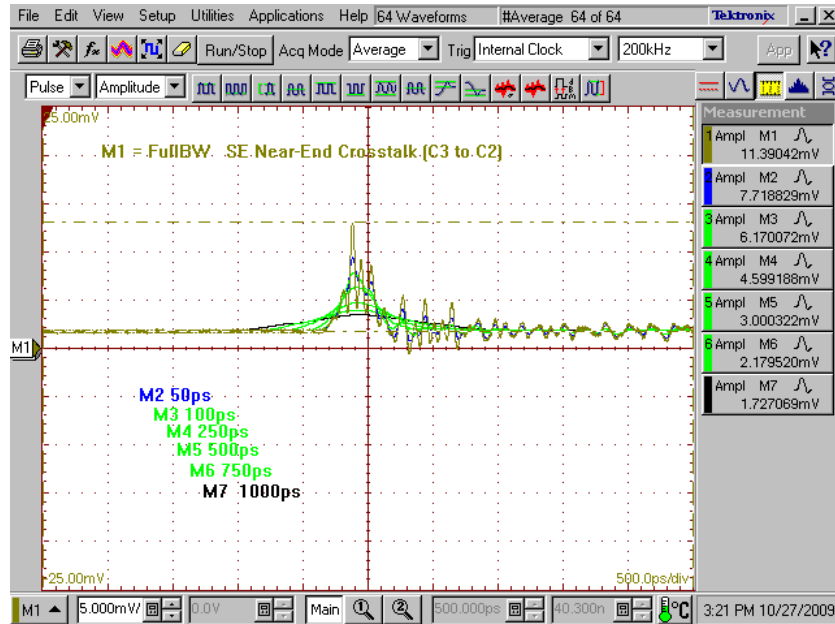 File Edit View Setup Utilities Applications Help 64 Waveforms #Average 64 of 64 Tektronix
Run/Stop Acq Mode Average Trig Internal Clock 200kHz App
Pulse Amplitude
25.00mV
M1 = FullBW SE Near-End Crosstalk (C3 to C2)
Measurement
1 Ampl M1
11.39042mV
2 Ampl M2
7.718829mV
3 Ampl M3
6.170072mV
4 Ampl M4
4.599188mV
5 Ampl M5
3.000322mV
6 Ampl M6
2.179520mV
Ampl M7
1.727069mV
M1
M2 50ps
M3 100ps
M4 250ps
M5 500ps
M6 750ps
M7 1000ps
-25.00mV
500.0ps/div
M1 5.000mV/ 0.0V Main 1 2 500.000ps 40.300n °C 3:21 PM 10/27/2009